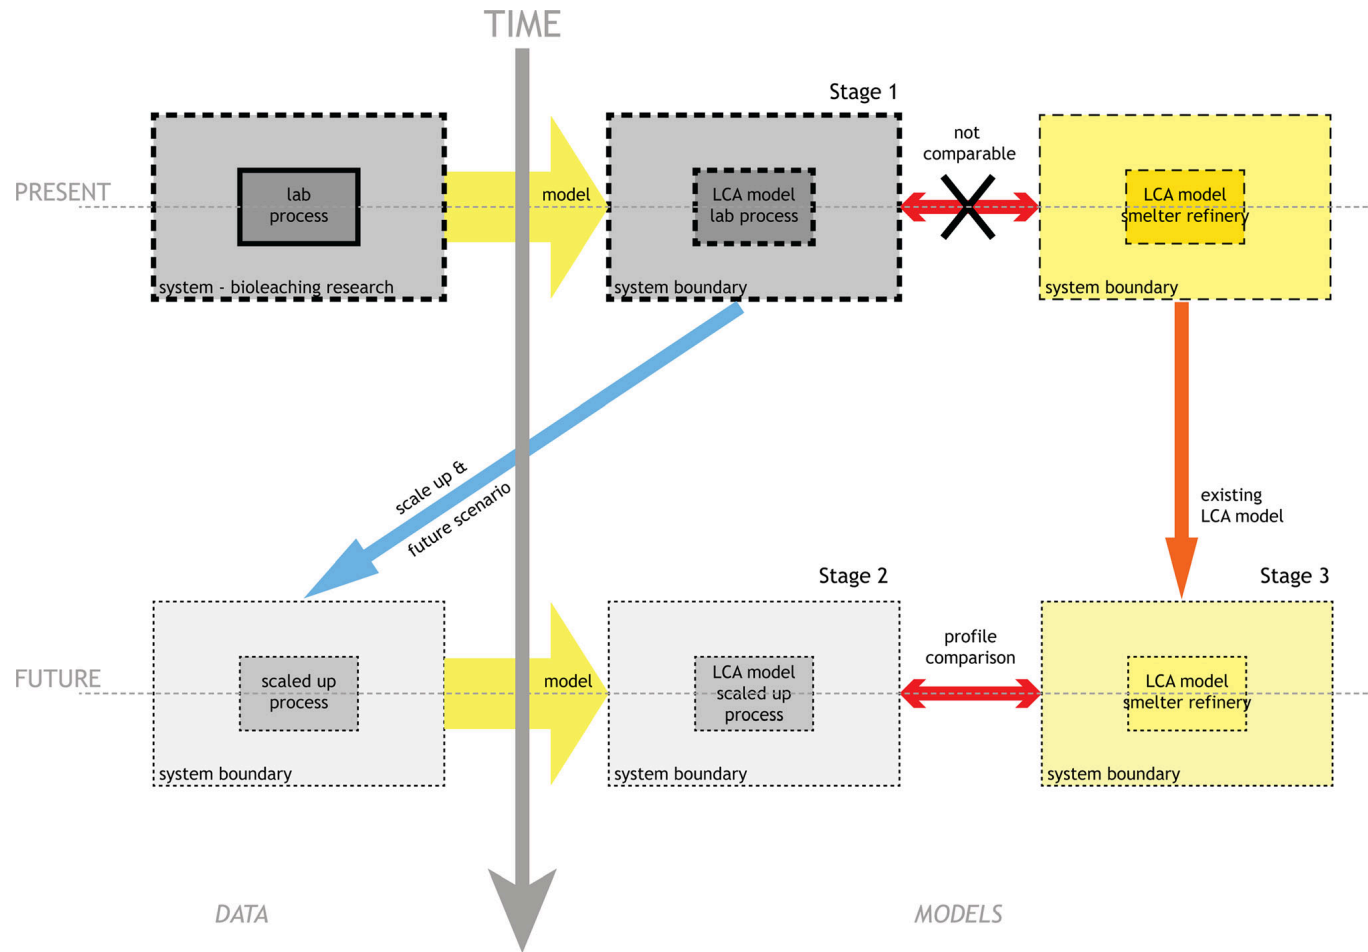 TIME
Stage 1
not
comparable
PRESENT
lab
process
model
LCA model
lab process
LCA model
smelter refinery
system - bioleaching research
system boundary
system boundary
scale up &
future scenario
existing
LCA model
Stage 2
Stage 3
profile
comparison
FUTURE
scaled up
process
model
LCA model
scaled up
process
LCA model
smelter refinery
system boundary
system boundary
system boundary
DATA
MODELS